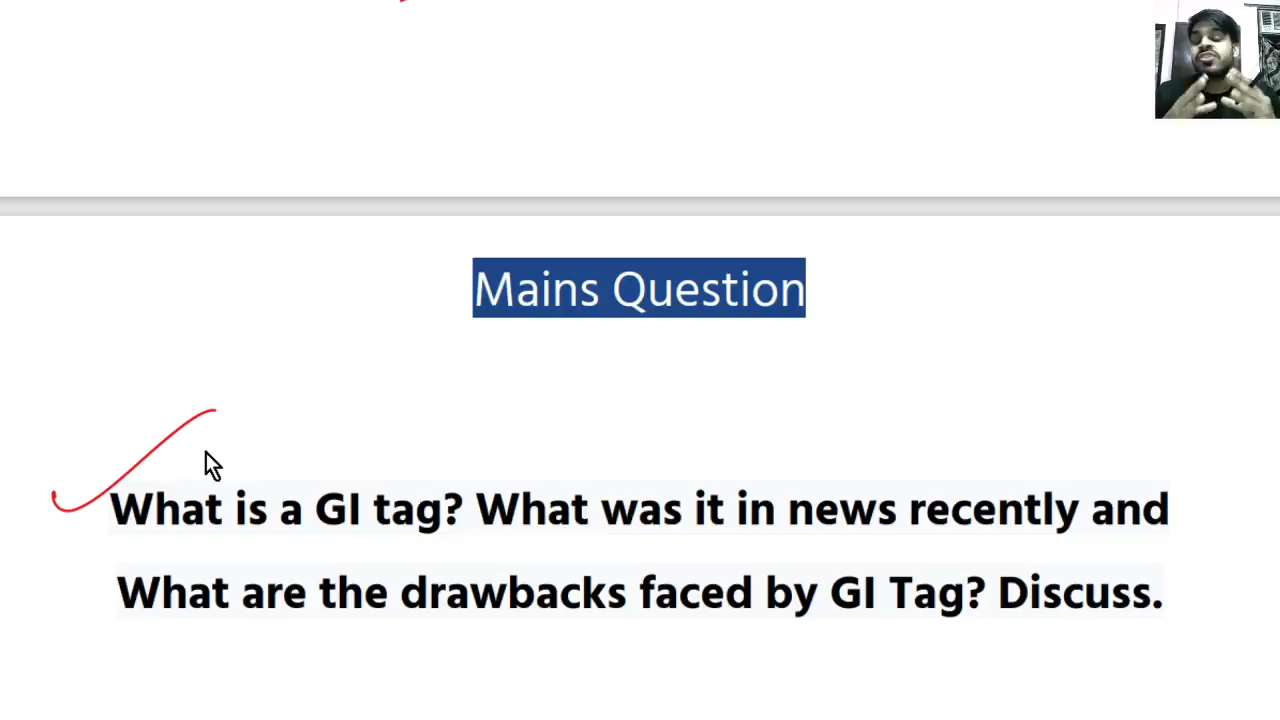 Mains Question
What is a GI tag? What was it in news recently and
What are the drawbacks faced by GI Tag? Discuss.